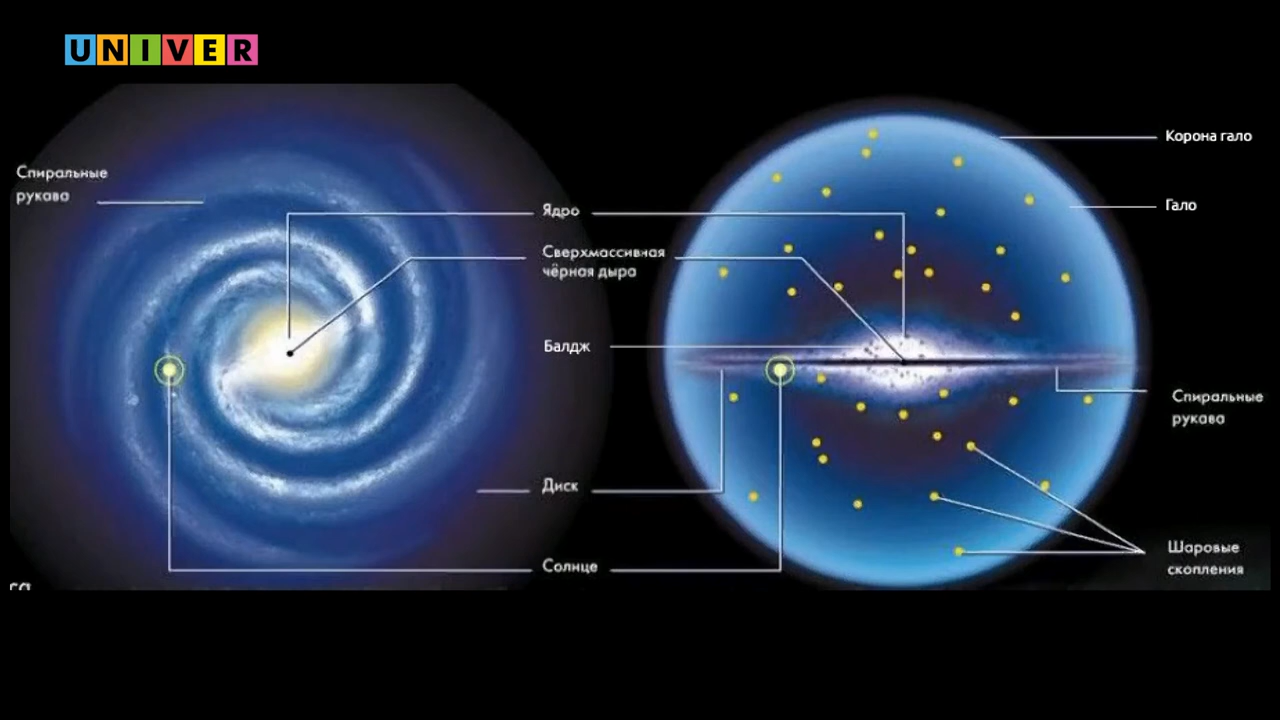 UNIVER
Спиральные
рукава
Ядро
Сверхмассивная
чёрная дыра
Балдж
Диск
Солнце
Корона гало
Гало
Спиральные
рукава
Шаровые
скопления